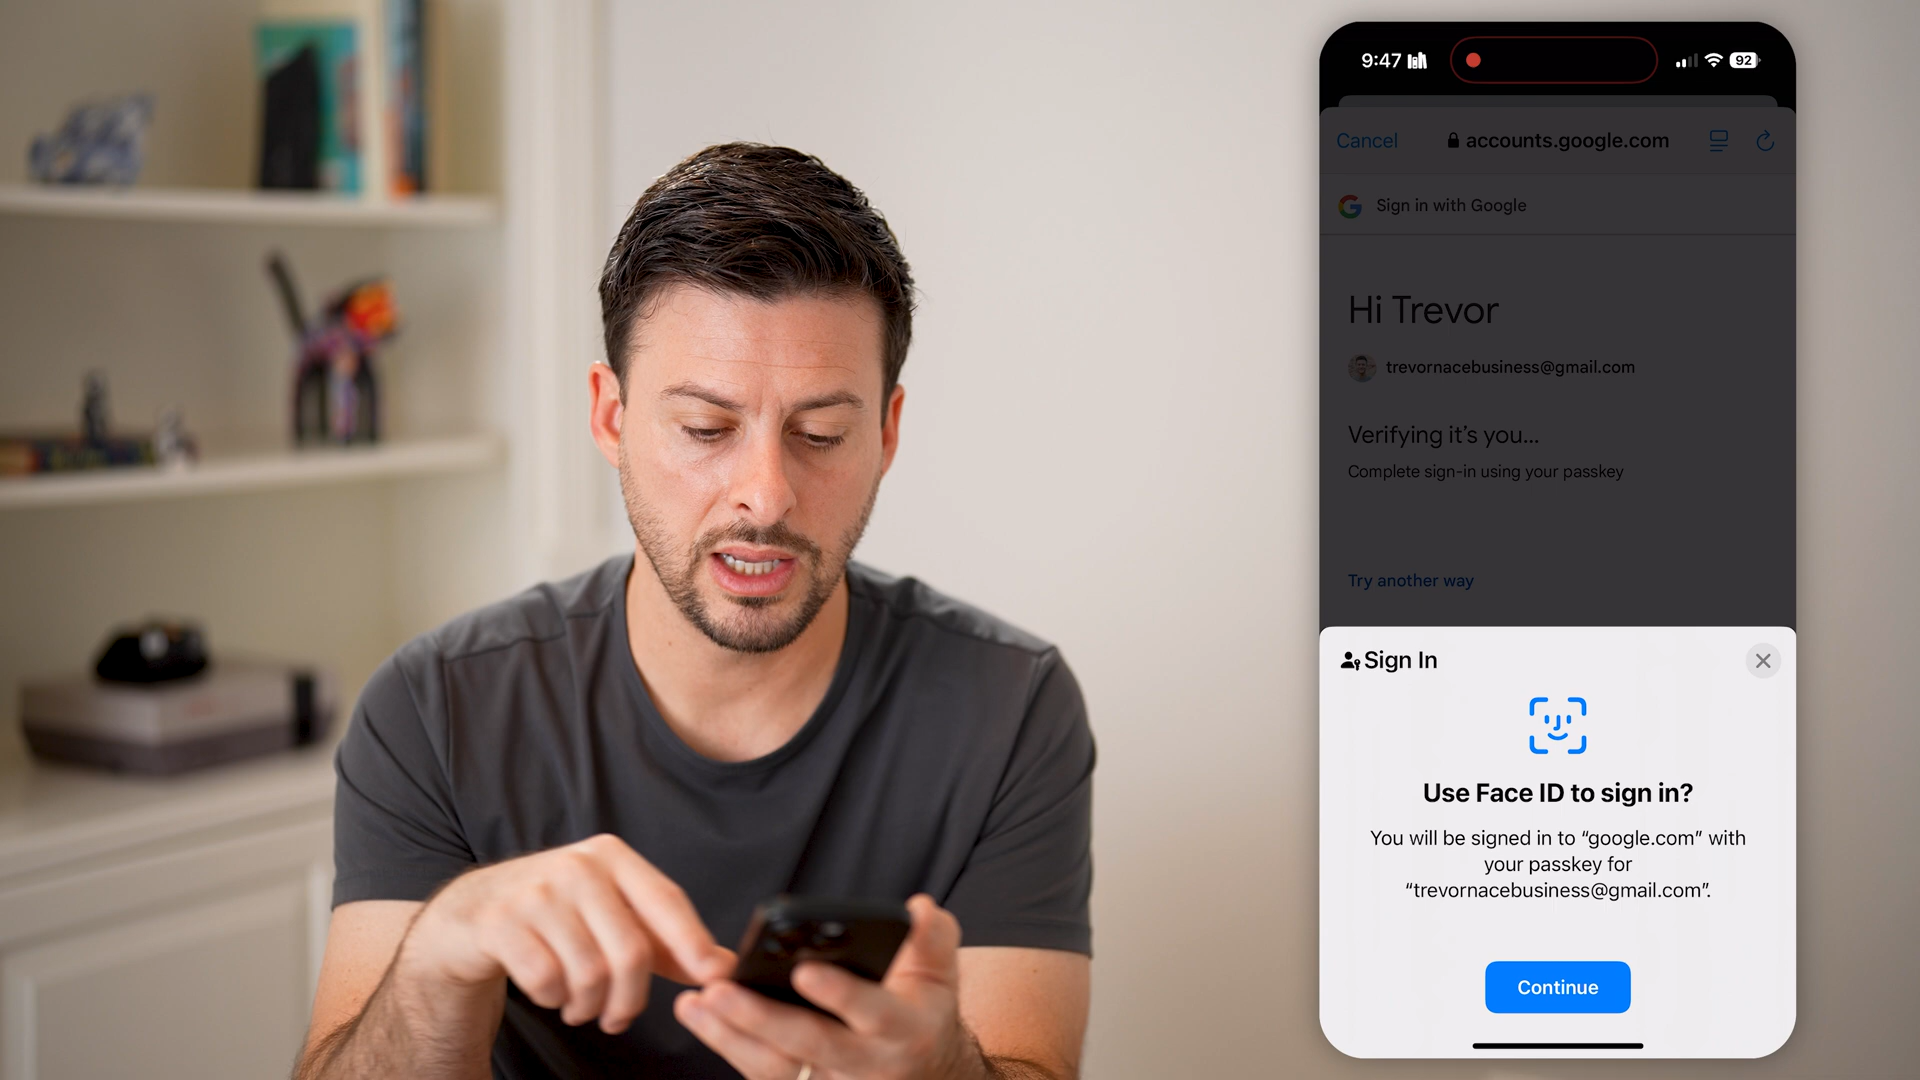 9:47
92
Cancel
accounts.google.com
Sign in with Google
Hi Trevor
trevornacebusiness@gmail.com
Verifying it's you...
Complete sign-in using your passkey
Try another way
Sign In
Use Face ID to sign in?
You will be signed in to “google.com” with
your passkey for
“trevornacebusiness@gmail.com”.
Continue